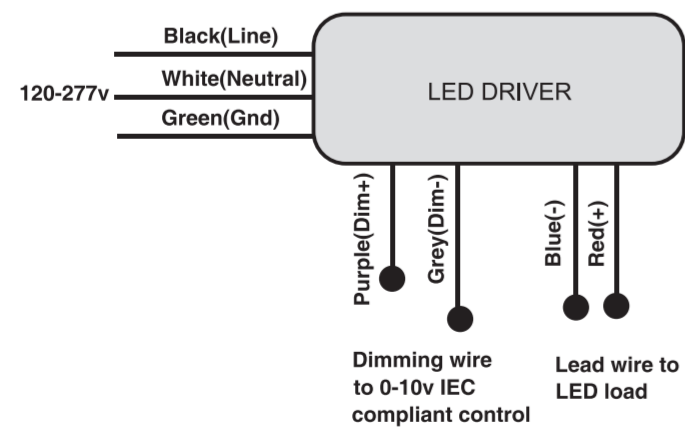 Black(Line)
White(Neutral)
120-277v
Green(Gnd)
LED DRIVER
Purple(Dim+)
Grey(Dim-)
Blue(-)
Red(+)
Dimming wire
to 0-10v IEC
compliant control
Lead wire to
LED load